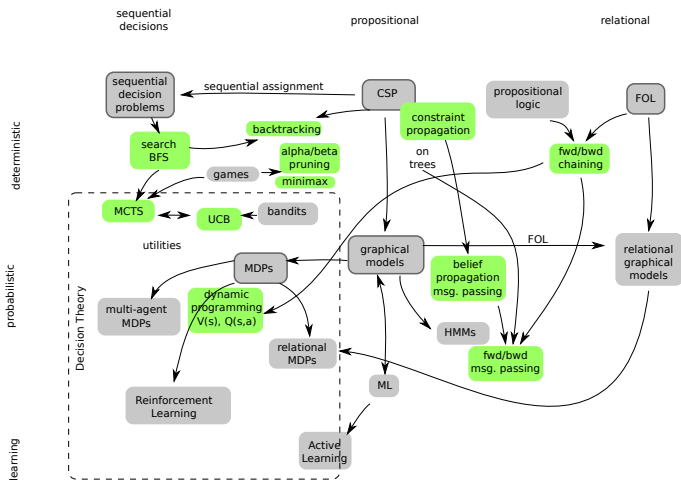 sequential
decisions
propositional
relational
deterministic
probabilistic
learning
sequential
decision
problems
sequential assignment
CSP
propositional
logic
FOL
constraint
propagation
backtracking
search
BFS
alpha/beta
pruning
minimax
games
on
trees
fwd/bwd
chaining
MCTS
UCB
bandits
utilities
Decision Theory
MDPs
graphical
models
FOL
relational
graphical
models
belief
propagation
msg. passing
multi-agent
MDPs
dynamic
programming
V(s), Q(s,a)
HMMs
relational
MDPs
fwd/bwd
msg. passing
ML
Reinforcement
Learning
Active
Learning